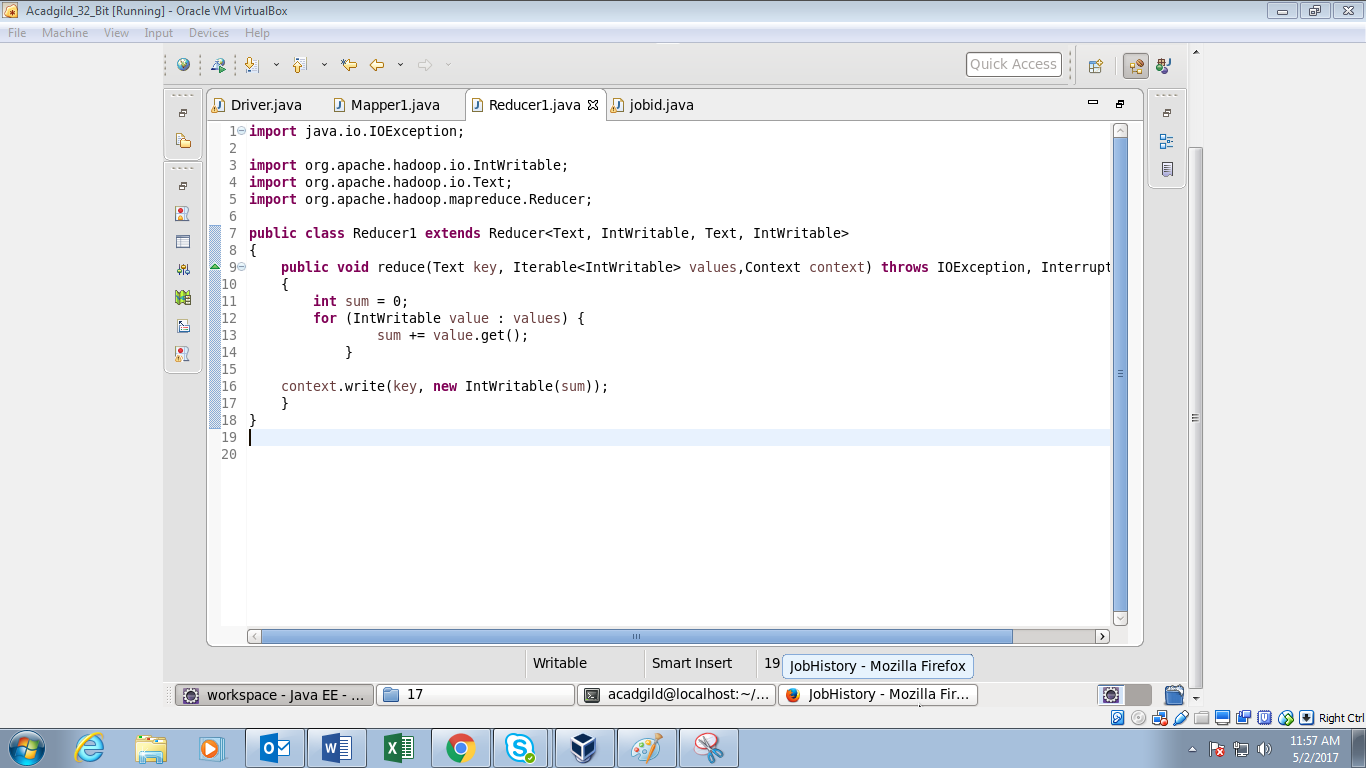 Acadgild_32_Bit [Running] - Oracle VM VirtualBox
File Machine View Input Devices Help
Quick Access
Driver.java Mapper1.java Reducer1.java jobid.java
1 import java.io.IOException;
2
3 import org.apache.hadoop.io.IntWritable;
4 import org.apache.hadoop.io.Text;
5 import org.apache.hadoop.mapreduce.Reducer;
6
7 public class Reducer1 extends Reducer<Text, IntWritable, Text, IntWritable>
8 {
9 public void reduce(Text key, Iterable<IntWritable> values,Context context) throws IOException, Interrupt
10 {
11 int sum = 0;
12 for (IntWritable value : values) {
13 sum += value.get();
14 }
15
16 context.write(key, new IntWritable(sum));
17 }
18 }
19
20
Writable Smart Insert 19
JobHistory - Mozilla Firefox
workspace - Java EE - ... 17 acadgild@localhost:~/... JobHistory - Mozilla Fir...
Right Ctrl
11:57 AM
5/2/2017